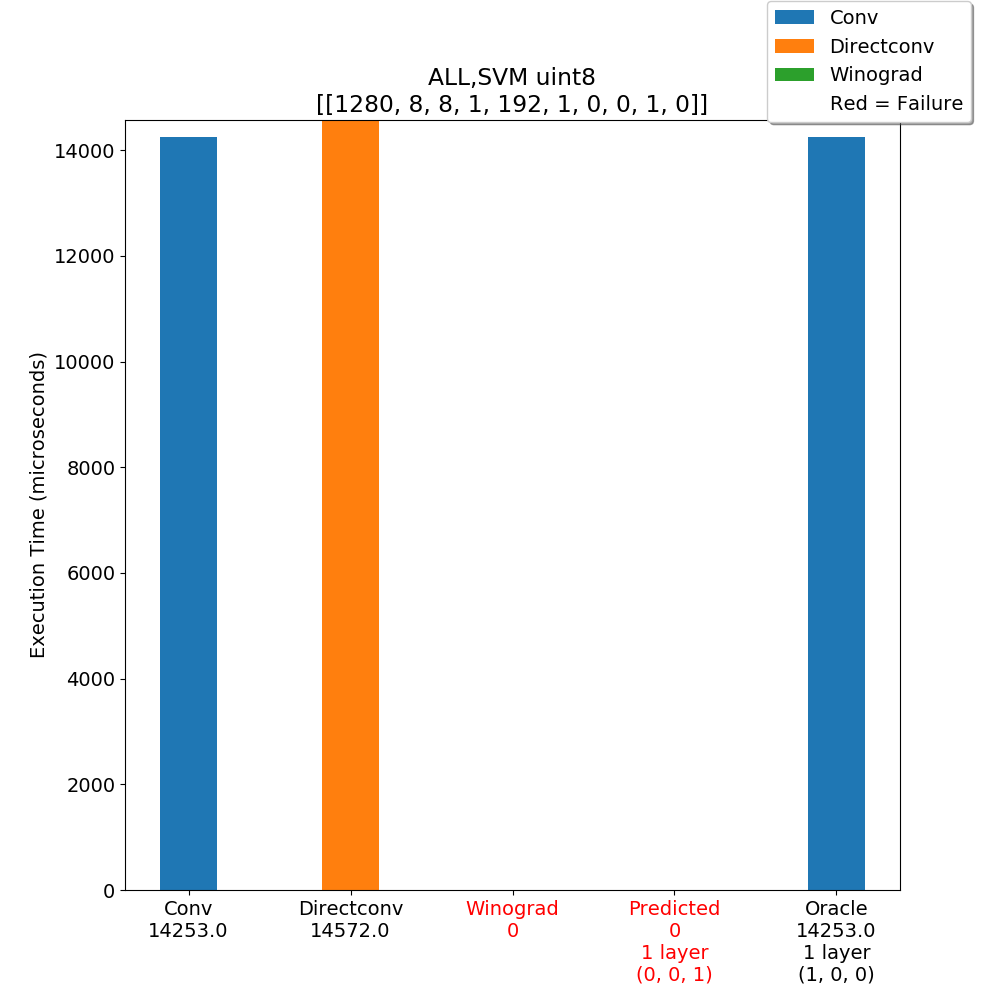 Conv
Directconv
Winograd
Red = Failure
ALL,SVM uint8
[[1280, 8, 8, 1, 192, 1, 0, 0, 1, 0]]
Execution Time (microseconds)
14000
12000
10000
8000
6000
4000
2000
0
Conv
14253.0
Directconv
14572.0
Winograd
0
Predicted
0
1 layer
(0, 0, 1)
Oracle
14253.0
1 layer
(1, 0, 0)